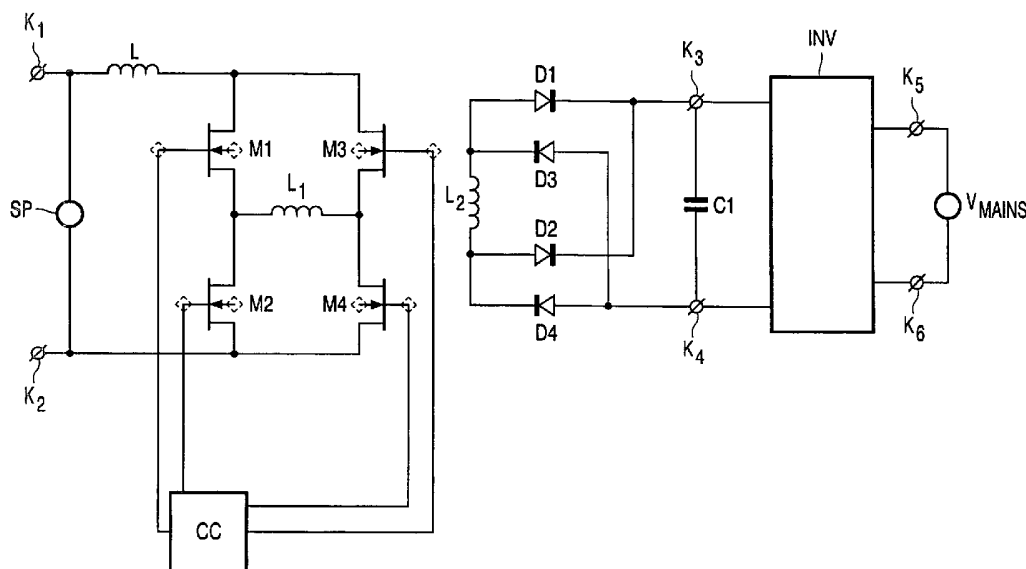 K1
L
INV
K3
D1
K5
M1
M3
D3
L1
L2
C1
SP
VMAINS
D2
M2
M4
D4
K4
K6
K2
CC